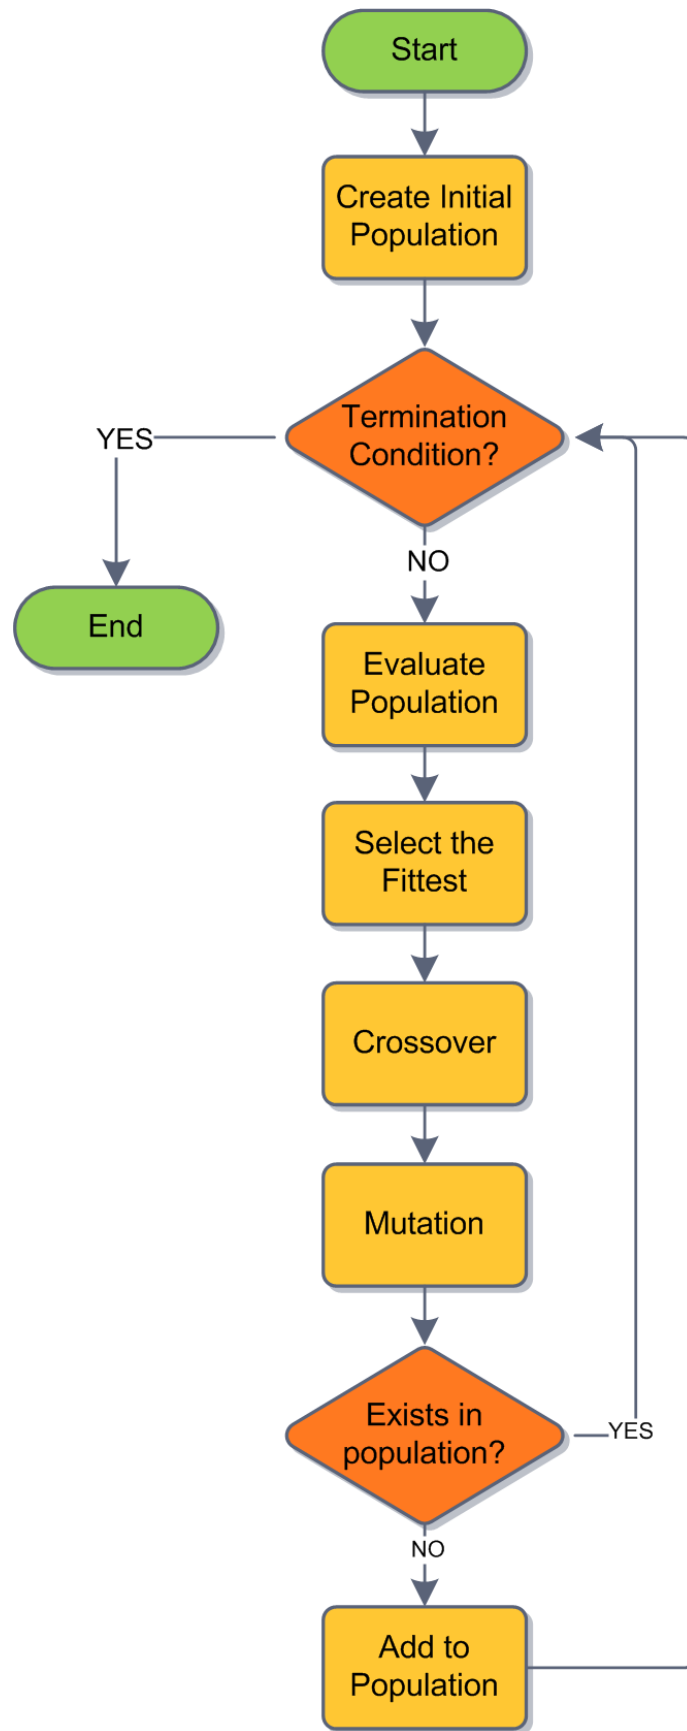 Start
Create Initial
Population
Termination
Condition?
YES
NO
End
Evaluate
Population
Select the
Fittest
Crossover
Mutation
Exists in
population?
YES
NO
Add to
Population